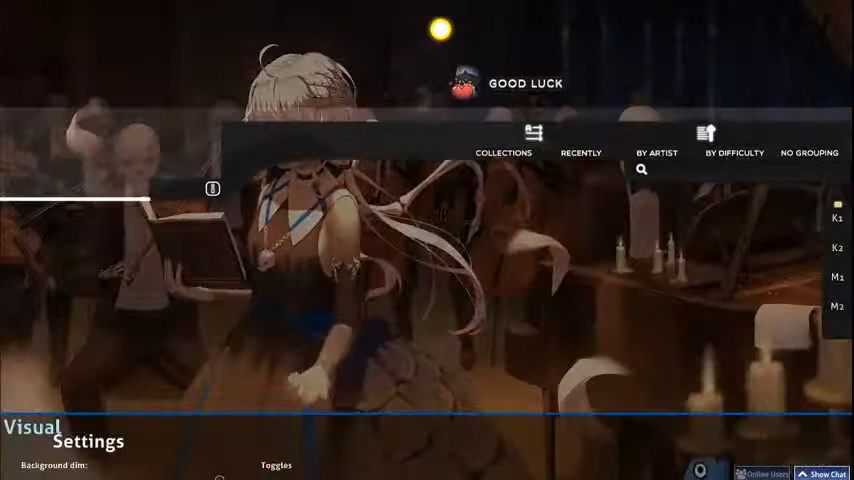 GOOD LUCK
COLLECTIONS RECENTLY BY ARTIST BY DIFFICULTY NO GROUPING
K1
K2
M1
M2
Visual
Settings
Background dim: Toggles
Online Users Show Chat